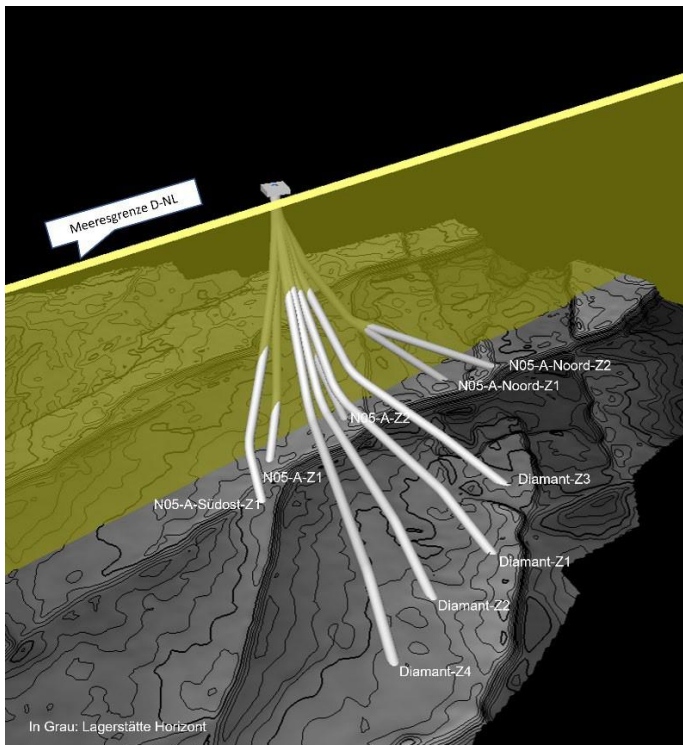 Meeresgrenze D-NL
N05-A-Noord-Z2
N05-A-Noord-Z1
N05-A-Z2
N05-A-Z1
Diamant-Z3
N05-A-Südost-Z1
Diamant-Z1
Diamant-Z2
Diamant-Z4
In Grau: Lagerstätte Horizont